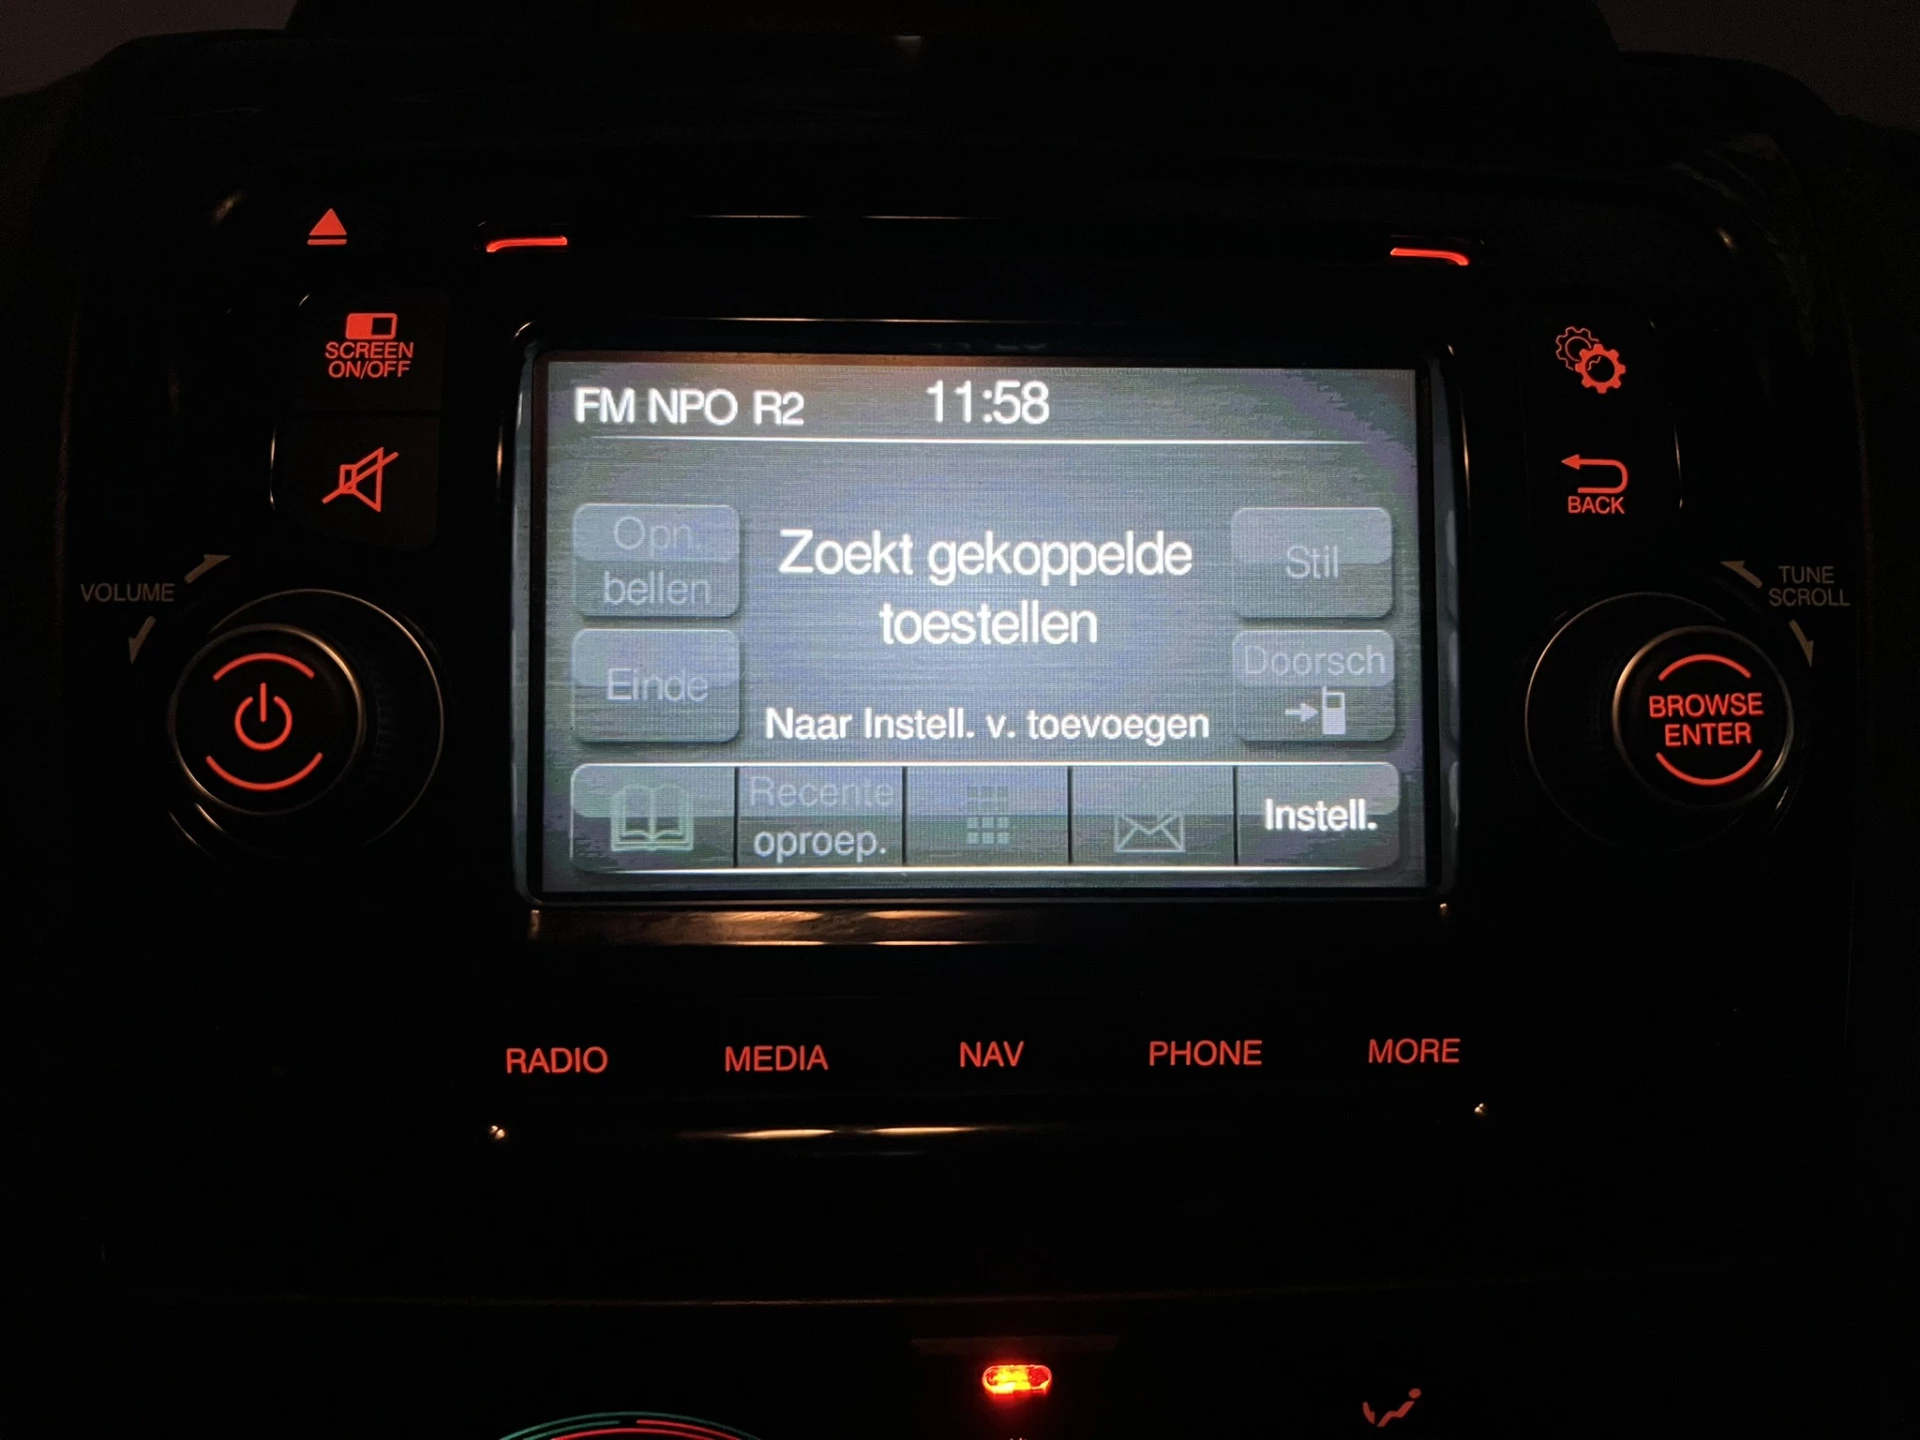 SCREEN
ON/OFF
VOLUME
FM NPO R2
11:58
Opn.
bellen
Zoekt gekoppelde
toestellen
Stil
Einde
Doorsch
Naar Instell. v. toevoegen
Recente
oproep.
Instell.
BACK
TUNE
SCROLL
BROWSE
ENTER
RADIO
MEDIA
NAV
PHONE
MORE